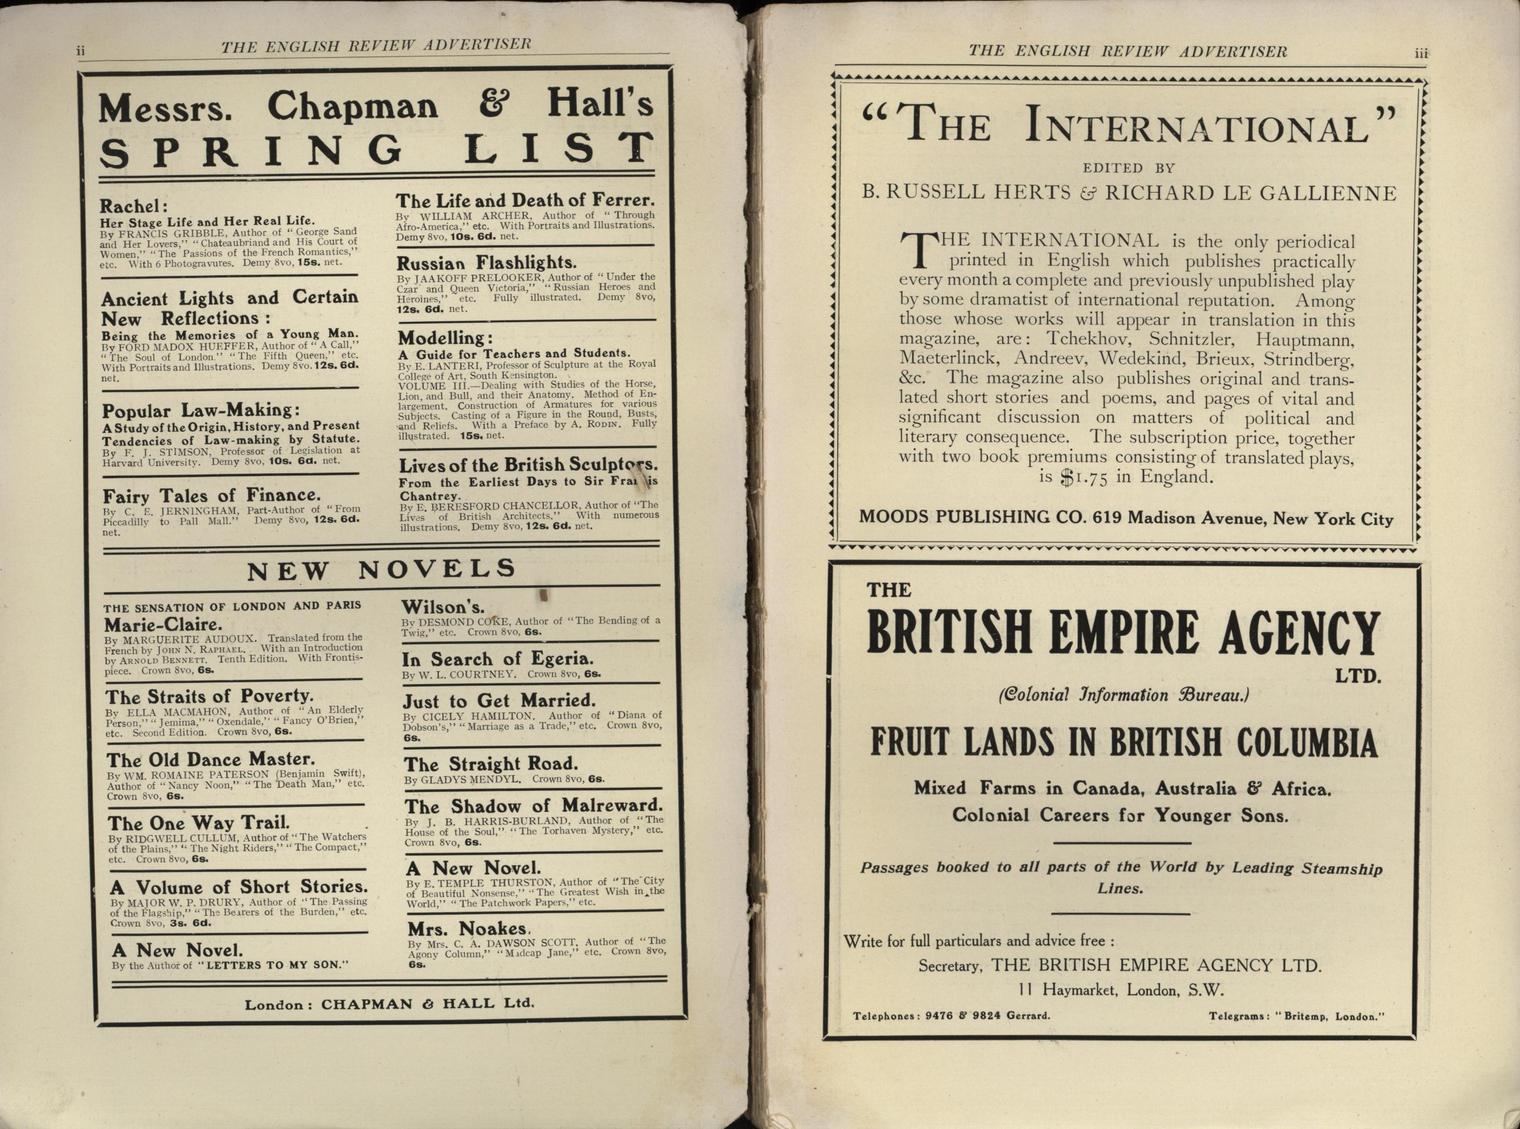 ii
THE ENGLISH REVIEW ADVERTISER
Messrs. Chapman & Hall's
SPRING LIST
Rachel:
Her Stage Life and Her Real Life.
By FRANCIS GRIBBLE, Author of "George Sand
and Her Lovers," "Chateaubriand and His Court of
Women," "The Passions of the French Romantics,"
etc. With 6 Photogravures. Demy 8vo, 15s. net.
Ancient Lights and Certain
New Reflections:
Being the Memories of a Young Man.
By FORD MADOX HUEFFER, Author of "A Call,"
"The Soul of London." "The Fifth Queen," etc.
With Portraits and Illustrations. Demy 8vo. 12s. 6d.
net.
Popular Law-Making:
A Study of the Origin, History, and Present
Tendencies of Law-making by Statute.
By F. J. STIMSON, Professor of Legislation at
Harvard University. Demy 8vo, 10s. 6d. net.
Fairy Tales of Finance.
By C. E. JERNINGHAM, Part-Author of "From
Piccadilly to Pall Mall." Demy 8vo, 12s. 6d.
net.
The Life and Death of Ferrer.
By WILLIAM ARCHER, Author of "Through
Afro-America," etc. With Portraits and Illustrations.
Demy 8vo, 10s. 6d. net.
Russian Flashlights.
By JAAKOFF PRELOOKER, Author of "Under the
Czar and Queen Victoria," "Russian Heroes and
Heroines," etc. Fully illustrated. Demy 8vo,
12s. 6d. net.
Modelling:
A Guide for Teachers and Students.
By E. LANTERI, Professor of Sculpture at the Royal
College of Art, South Kensington.
VOLUME III.—Dealing with Studies of the Horse,
Lion, and Bull, and their Anatomy. Method of En-
largement, Construction of Armatures for various
Subjects. Casting of a Figure in the Round, Busts,
and Reliefs. With a Preface by A. RODIN. Fully
illustrated. 15s. net.
Lives of the British Sculptors.
From the Earliest Days to Sir Francis
Chantrey.
By E. BERESFORD CHANCELLOR, Author of "The
Lives of British Architects." With numerous
illustrations. Demy 8vo, 12s. 6d. net.
NEW NOVELS
THE SENSATION OF LONDON AND PARIS
Marie-Claire.
By MARGUERITE AUDOUX. Translated from the
French by JOHN N. RAPHAEL. With an Introduction
by ARNOLD BENNETT. Tenth Edition. With Frontis-
piece. Crown 8vo, 6s.
The Straits of Poverty.
By ELLA MACMAHON, Author of "An Elderly
Person," "Jemima," "Oxendale," "Fancy O'Brien,"
etc. Second Edition. Crown 8vo, 6s.
The Old Dance Master.
By WM. ROMAINE PATERSON (Benjamin Swift),
Author of "Nancy Noon," "The Death Man," etc.
Crown 8vo, 6s.
The One Way Trail.
By RIDGWELL CULLUM, Author of "The Watchers
of the Plains," "The Night Riders," "The Compact,"
etc. Crown 8vo, 6s.
A Volume of Short Stories.
By MAJOR W. P. DRURY, Author of "The Passing
of the Flagship," "The Bearers of the Burden," etc.
Crown 8vo, 3s. 6d.
A New Novel.
By the Author of "LETTERS TO MY SON."
Wilson's.
By DESMOND COKE, Author of "The Bending of a
Twig," etc. Crown 8vo, 6s.
In Search of Egeria.
By W. L. COURTNEY. Crown 8vo, 6s.
Just to Get Married.
By CICELY HAMILTON, Author of "Diana of
Dobson's," "Marriage as a Trade," etc. Crown 8vo,
6s.
The Straight Road.
By GLADYS MENDYL. Crown 8vo, 6s.
The Shadow of Malreward.
By J. B. HARRIS-BURLAND, Author of "The
House of the Soul," "The Torhaven Mystery," etc.
Crown 8vo, 6s.
A New Novel.
By E. TEMPLE THURSTON, Author of "The City
of Beautiful Nonsense," "The Greatest Wish in the
World," "The Patchwork Papers," etc.
Mrs. Noakes.
By Mrs. C. A. DAWSON SCOTT, Author of "The
Agony Column," "Madcap Jane," etc. Crown 8vo,
6s.
London: CHAPMAN & HALL Ltd.
THE ENGLISH REVIEW ADVERTISER
iii
"THE INTERNATIONAL"
EDITED BY
B. RUSSELL HERTS & RICHARD LE GALLIENNE
THE INTERNATIONAL is the only periodical
printed in English which publishes practically
every month a complete and previously unpublished play
by some dramatist of international reputation. Among
those whose works will appear in translation in this
magazine, are: Tchekhov, Schnitzler, Hauptmann,
Maeterlinck, Andreev, Wedekind, Brieux, Strindberg,
&c. The magazine also publishes original and trans-
lated short stories and poems, and pages of vital and
significant discussion on matters of political and
literary consequence. The subscription price, together
with two book premiums consisting of translated plays,
is $1.75 in England.
MOODS PUBLISHING CO. 619 Madison Avenue, New York City
THE
BRITISH EMPIRE AGENCY
LTD.
(Colonial Information Bureau.)
FRUIT LANDS IN BRITISH COLUMBIA
Mixed Farms in Canada, Australia & Africa.
Colonial Careers for Younger Sons.
Passages booked to all parts of the World by Leading Steamship
Lines.
Write for full particulars and advice free:
Secretary, THE BRITISH EMPIRE AGENCY LTD.
11 Haymarket, London, S.W.
Telephones: 9476 & 9824 Gerrard.
Telegrams: "Britemp, London."